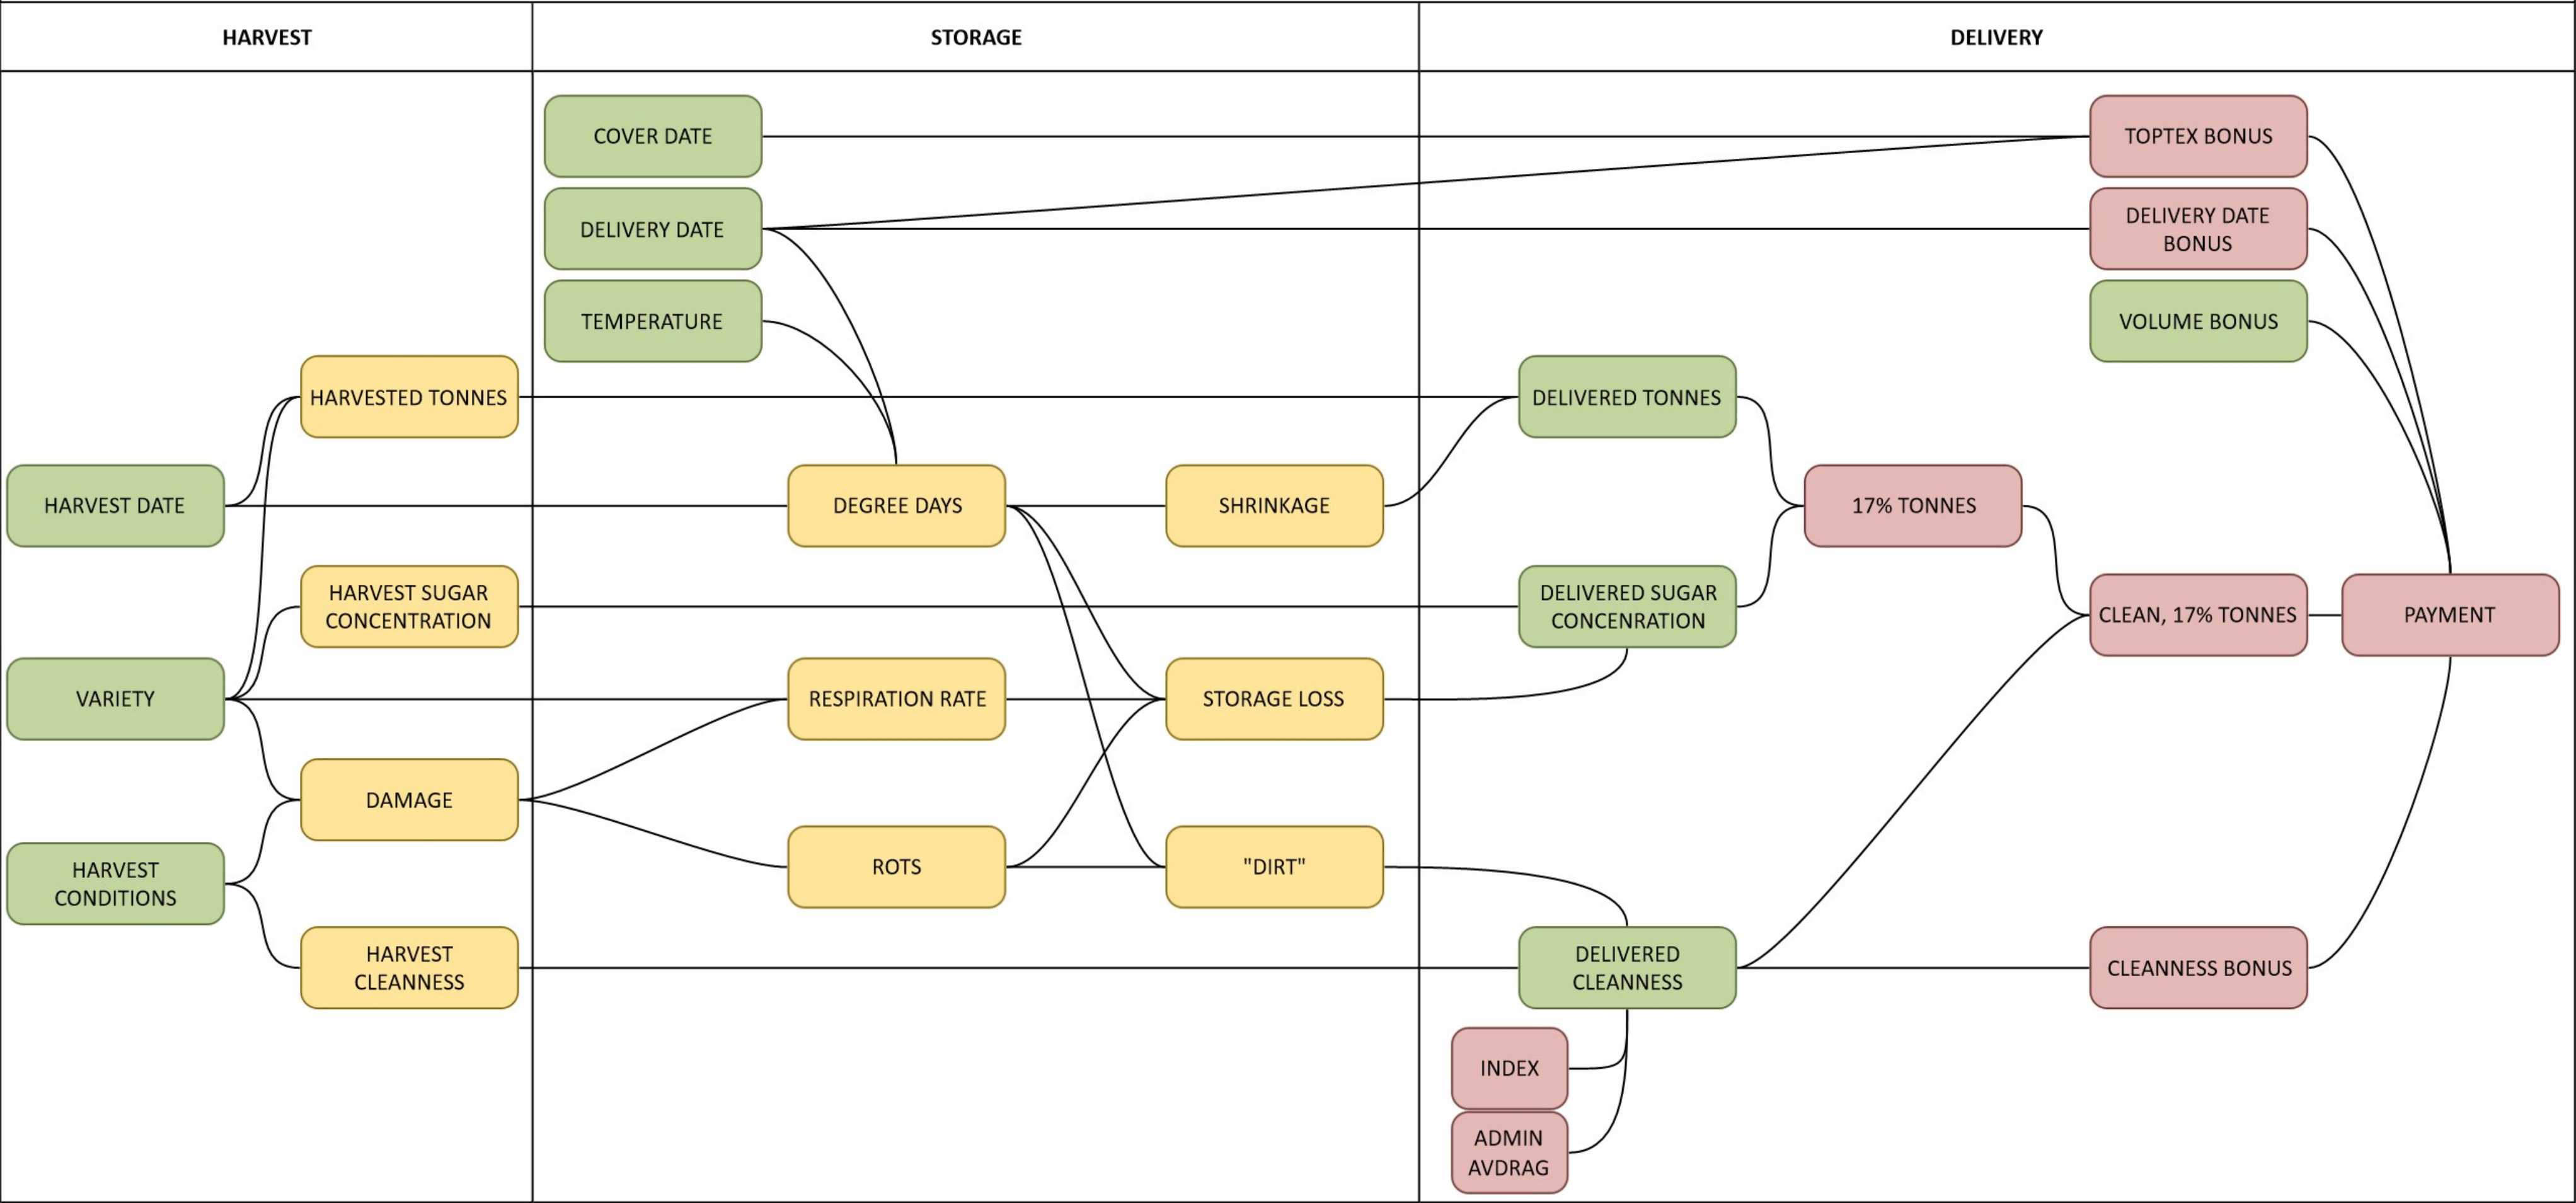 HARVEST
STORAGE
DELIVERY
COVER DATE
TOPTEX BONUS
DELIVERY DATE
DELIVERY DATE
BONUS
TEMPERATURE
VOLUME BONUS
HARVESTED TONNES
DELIVERED TONNES
HARVEST DATE
DEGREE DAYS
SHRINKAGE
17% TONNES
HARVEST SUGAR
CONCENTRATION
DELIVERED SUGAR
CONCENRATION
CLEAN, 17% TONNES
PAYMENT
VARIETY
RESPIRATION RATE
STORAGE LOSS
DAMAGE
HARVEST
CONDITIONS
ROTS
"DIRT"
HARVEST
CLEANNESS
DELIVERED
CLEANNESS
CLEANNESS BONUS
INDEX
ADMIN
AVDRAG